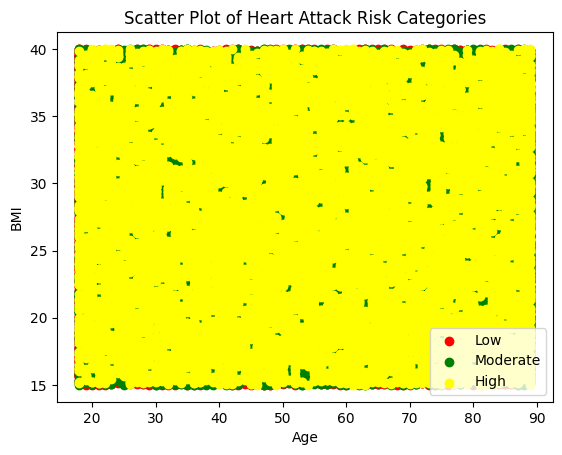 Scatter Plot of Heart Attack Risk Categories
40
35
30
25
20
15
BMI
Low
Moderate
High
20 30 40 50 60 70 80 90
Age